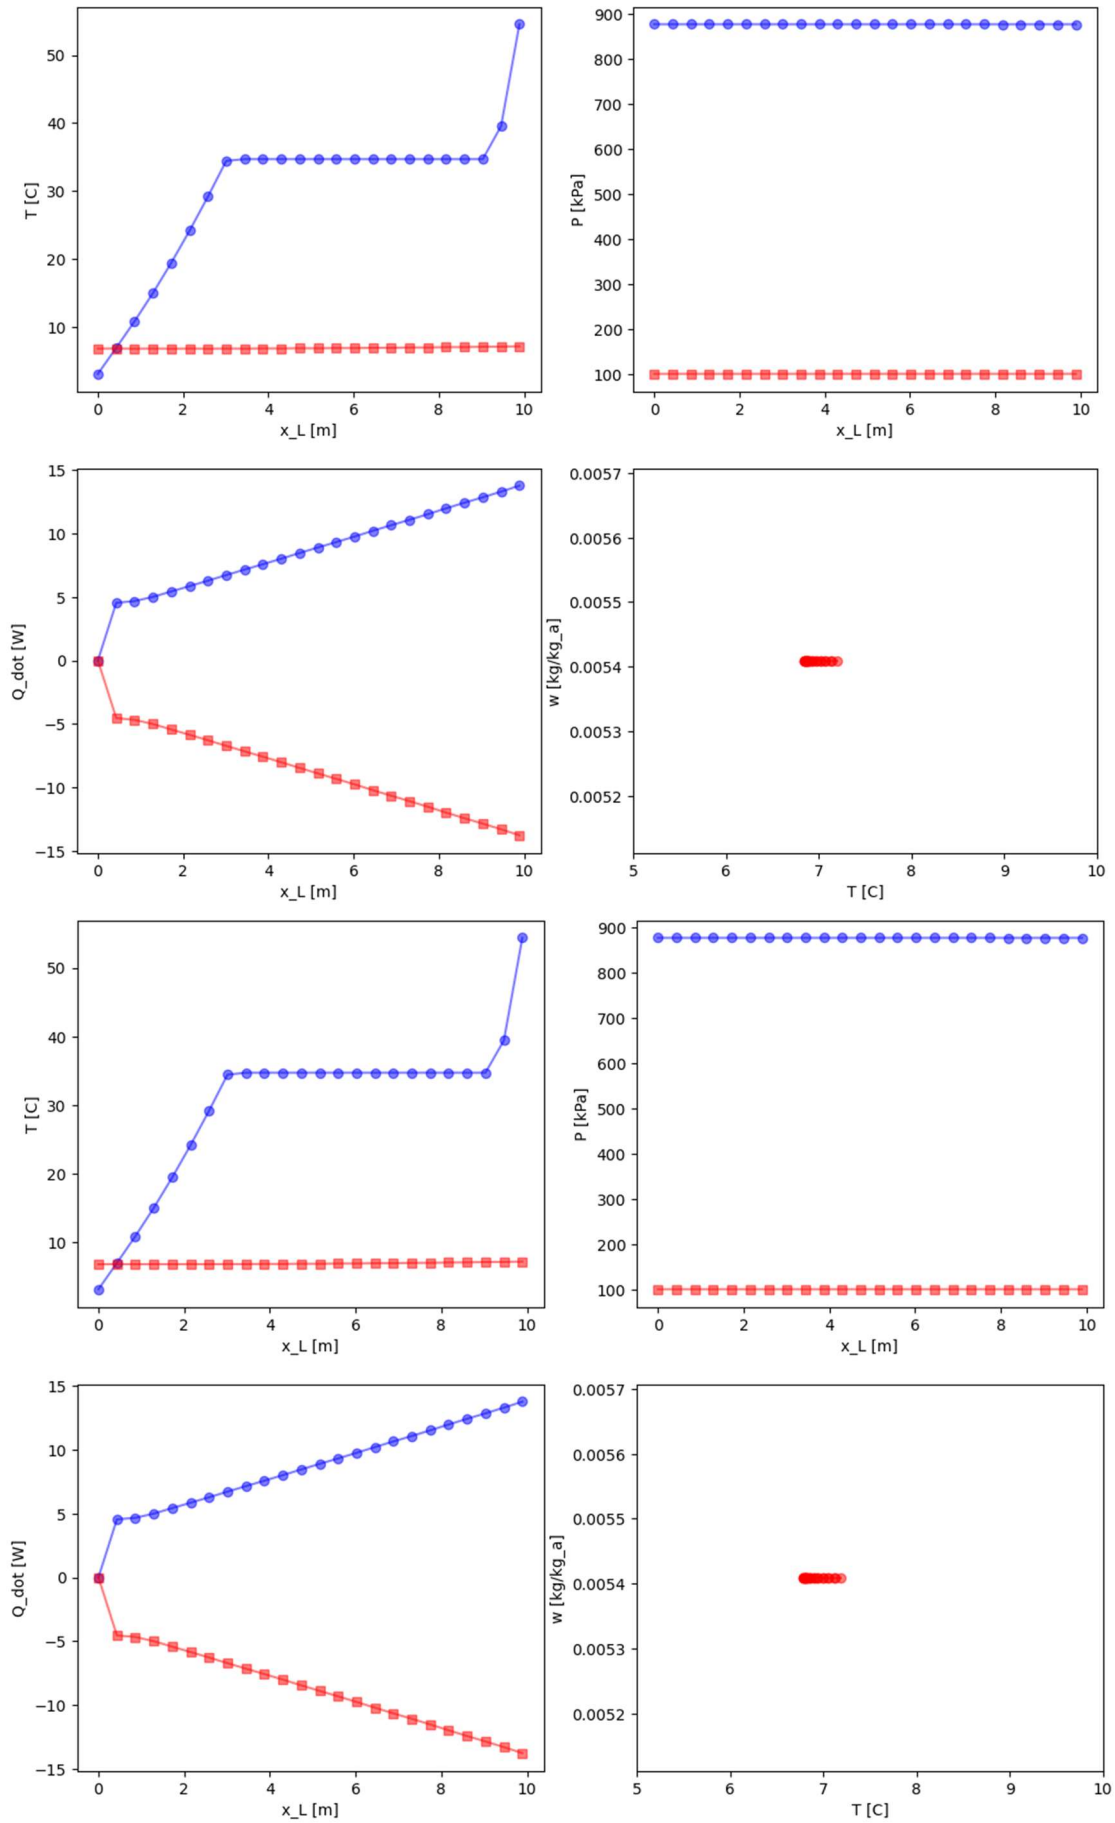 50
40
30
20
10
T [C]
0 2 4 6 8 10
x_L [m]
900
800
700
600
500
400
300
200
100
P [kPa]
0 2 4 6 8 10
x_L [m]
15
10
5
0
−5
−10
−15
Q_dot [W]
0 2 4 6 8 10
x_L [m]
0.0057
0.0056
0.0055
0.0054
0.0053
0.0052
w [kg/kg_a]
5 6 7 8 9 10
T [C]
50
40
30
20
10
T [C]
0 2 4 6 8 10
x_L [m]
900
800
700
600
500
400
300
200
100
P [kPa]
0 2 4 6 8 10
x_L [m]
15
10
5
0
−5
−10
−15
Q_dot [W]
0 2 4 6 8 10
x_L [m]
0.0057
0.0056
0.0055
0.0054
0.0053
0.0052
w [kg/kg_a]
5 6 7 8 9 10
T [C]